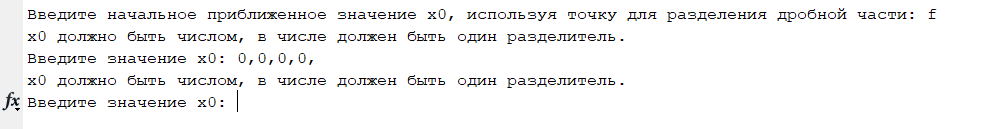 Введите начальное приближенное значение x0, используя точку для разделения дробной части: f
x0 должно быть числом, в числе должен быть один разделитель.
Введите значение x0: 0,0,0,0,
x0 должно быть числом, в числе должен быть один разделитель.
fx Введите значение x0: